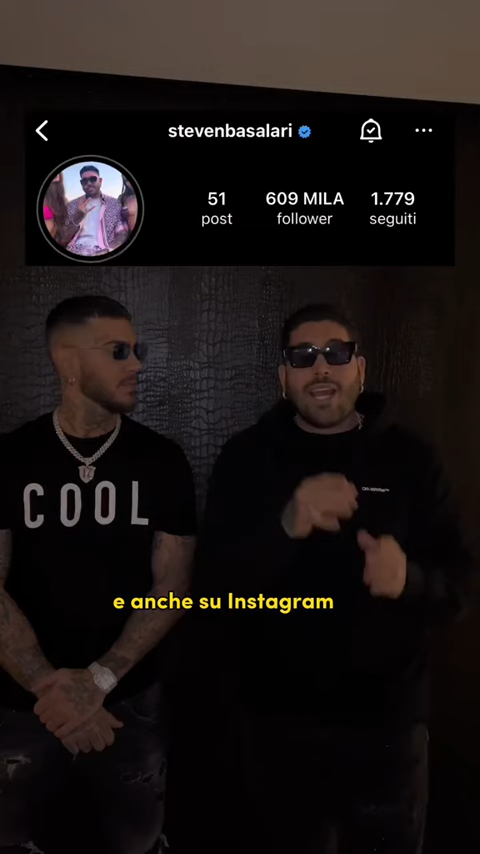 stevenbasalari
51 609 MILA 1.779
post follower seguiti
COOL
e anche su Instagram